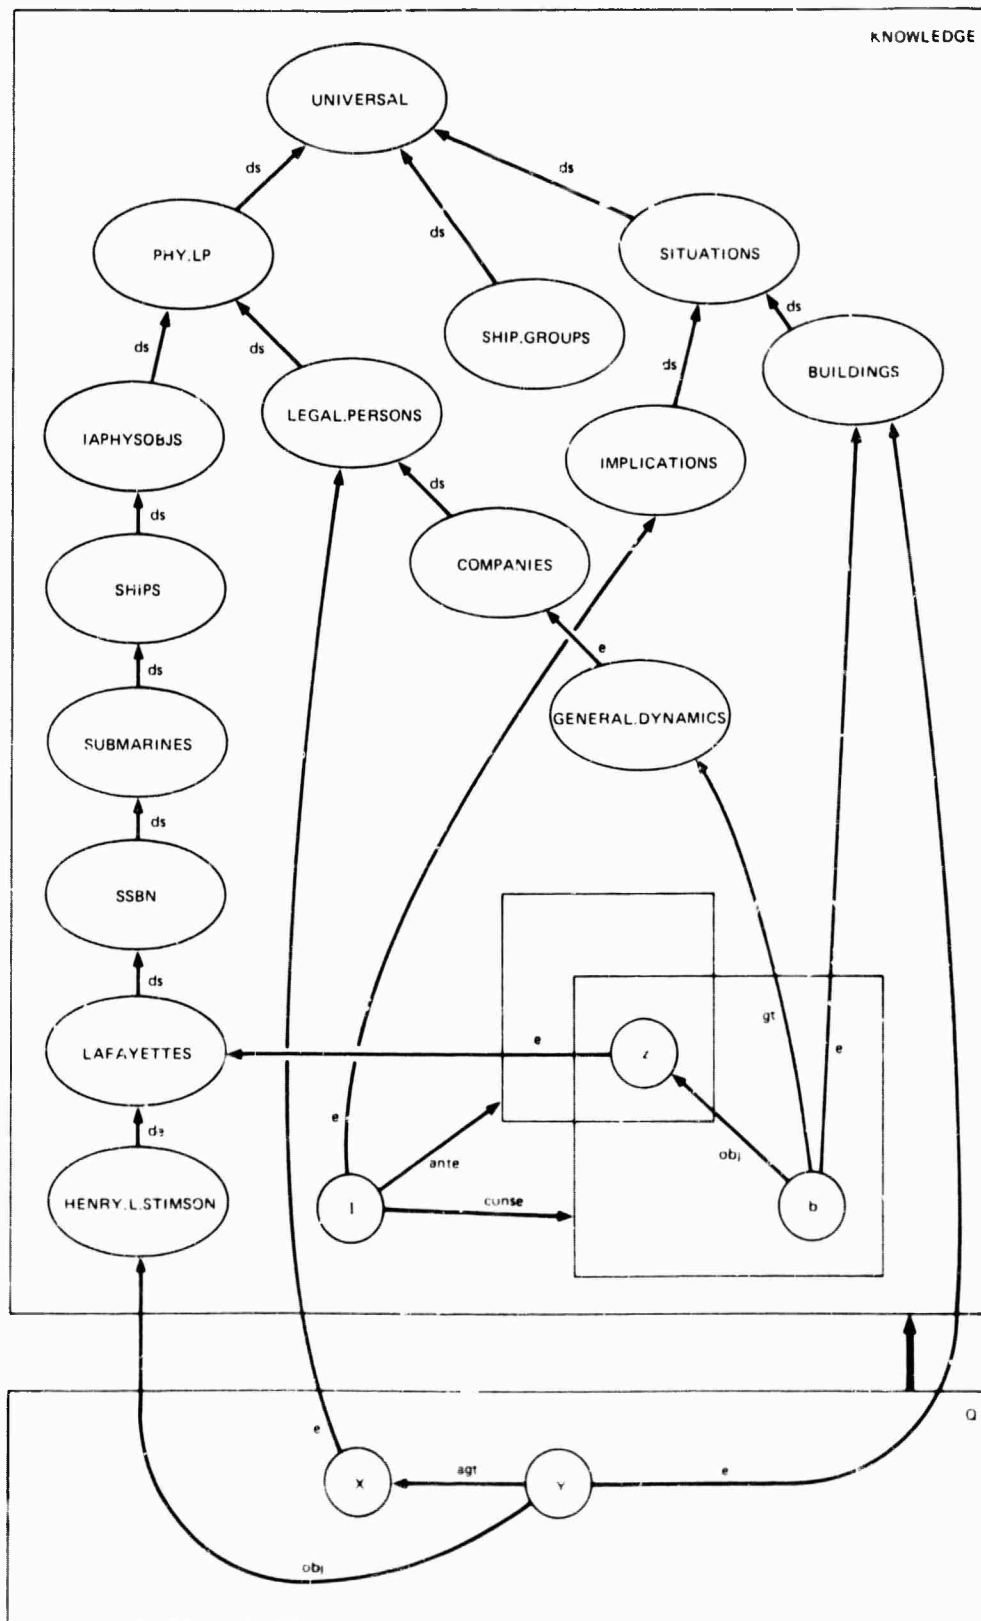 KNOWLEDGE
UNIVERSAL
ds
ds
ds
PHY.LP
SITUATIONS
SHIP.GROUPS
ds
ds
ds
ds
BUILDINGS
LEGAL.PERSONS
IAPHYSOBJS
IMPLICATIONS
ds
ds
COMPANIES
SHIPS
e
ds
GENERAL.DYNAMICS
SUBMARINES
ds
SSBN
ds
gt
e
e
LAFAYETTES
z
e
ds
obj
ante
HENRY.L.STIMSON
I
cunse
b
Q
e
X
agt
Y
e
obj